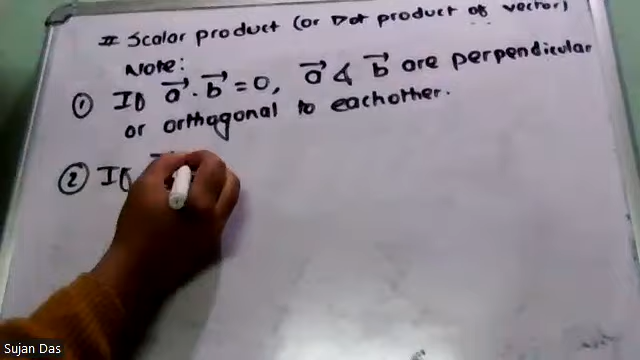 # Scalar product (or Dot product of vector)
Note:
① If a⃗ . b⃗ = 0, a⃗ & b⃗ are perpendicular
or orthogonal to eachother.
② If
Sujan Das